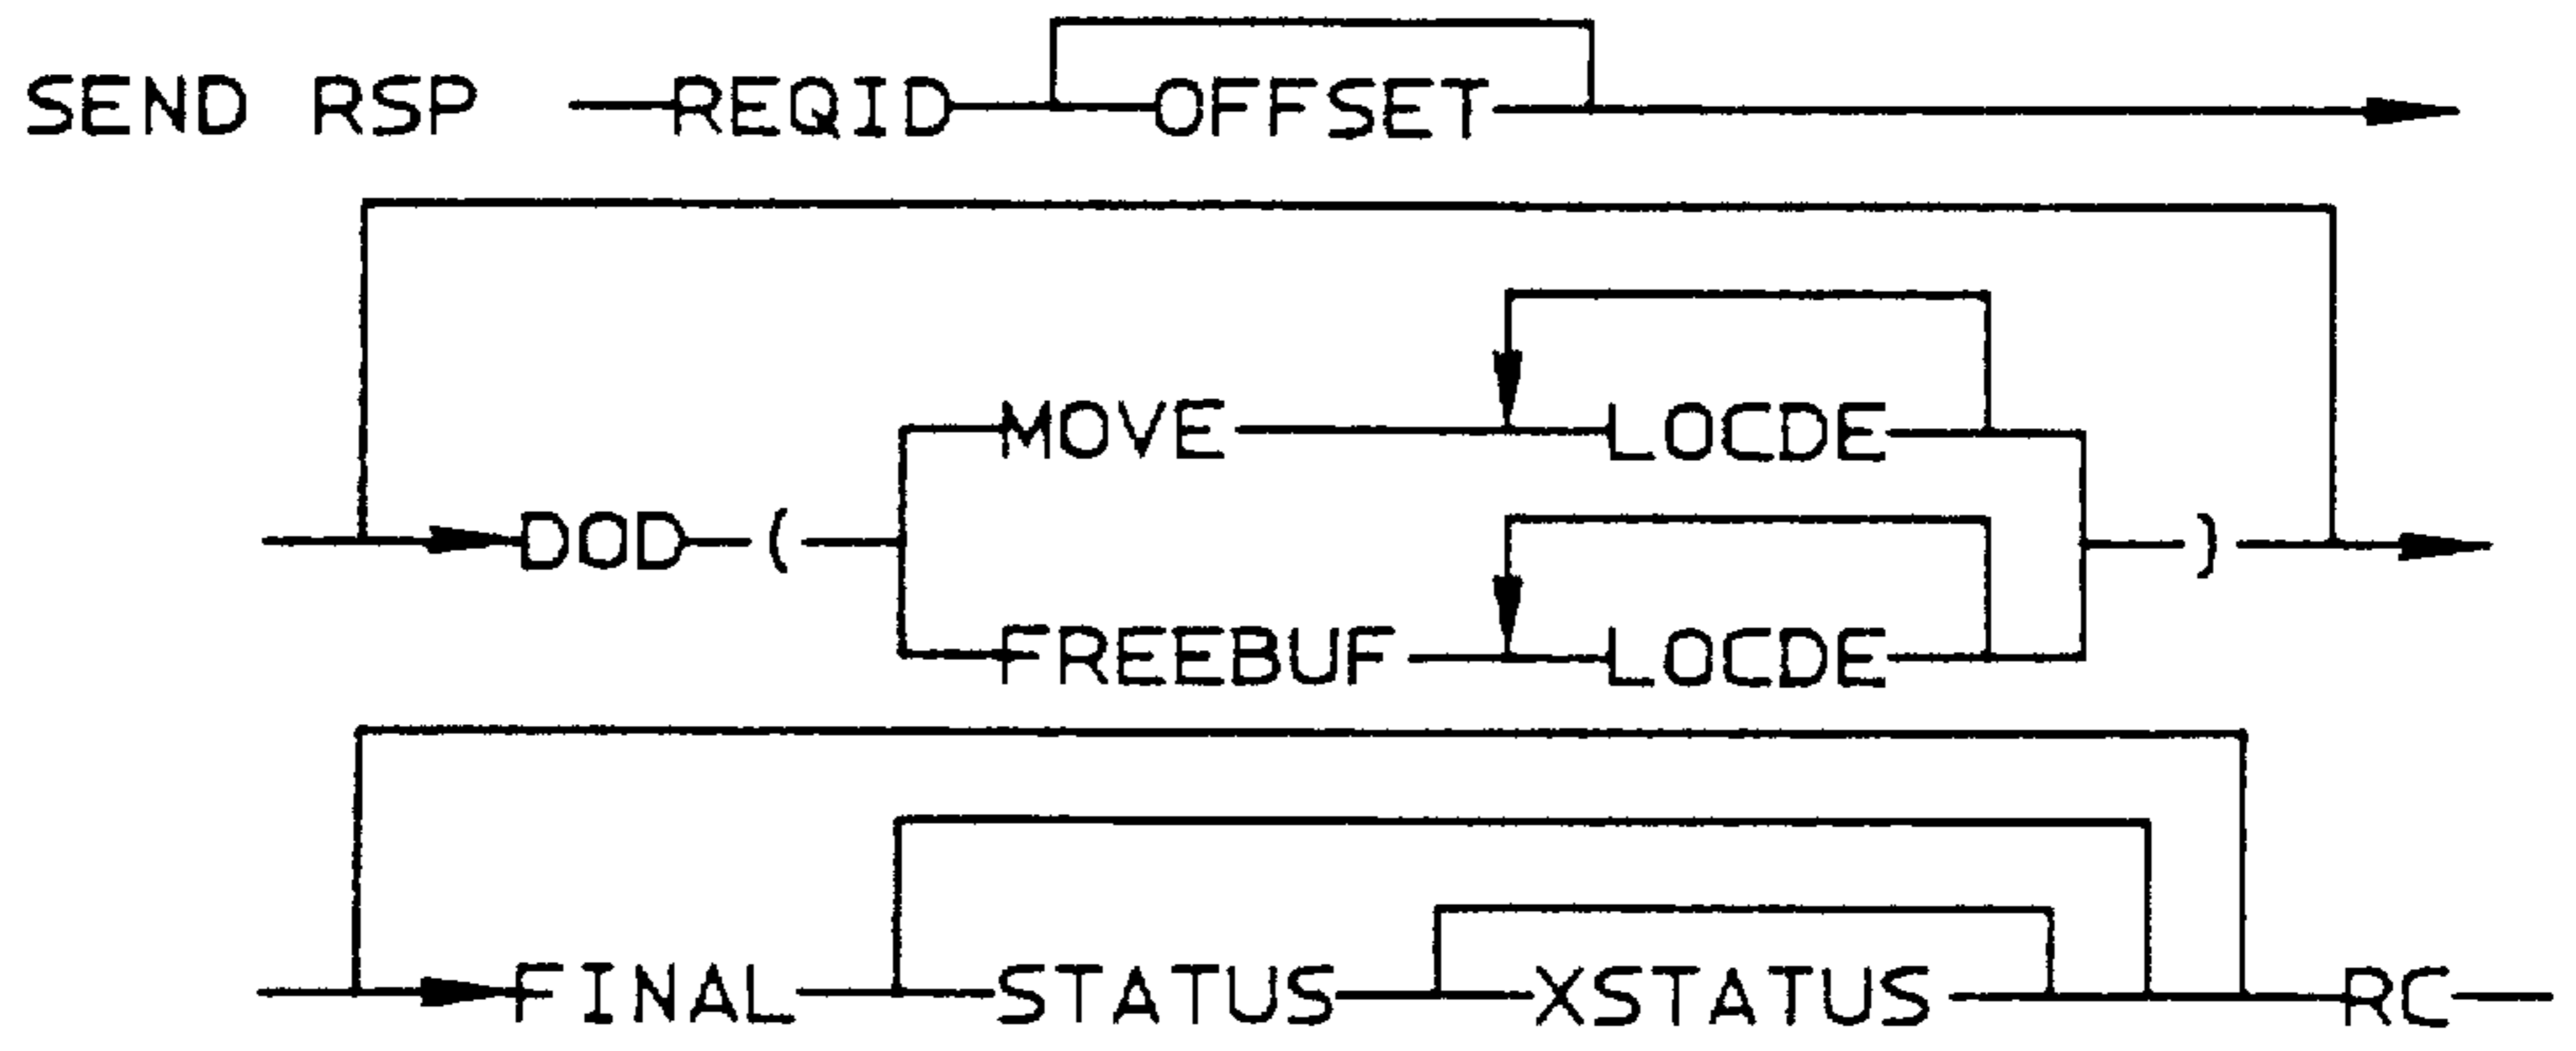 SEND RSP REQID OFFSET
MOVE LOCDE
DOD ( )
FREEBUF LOCDE
FINAL STATUS XSTATUS RC